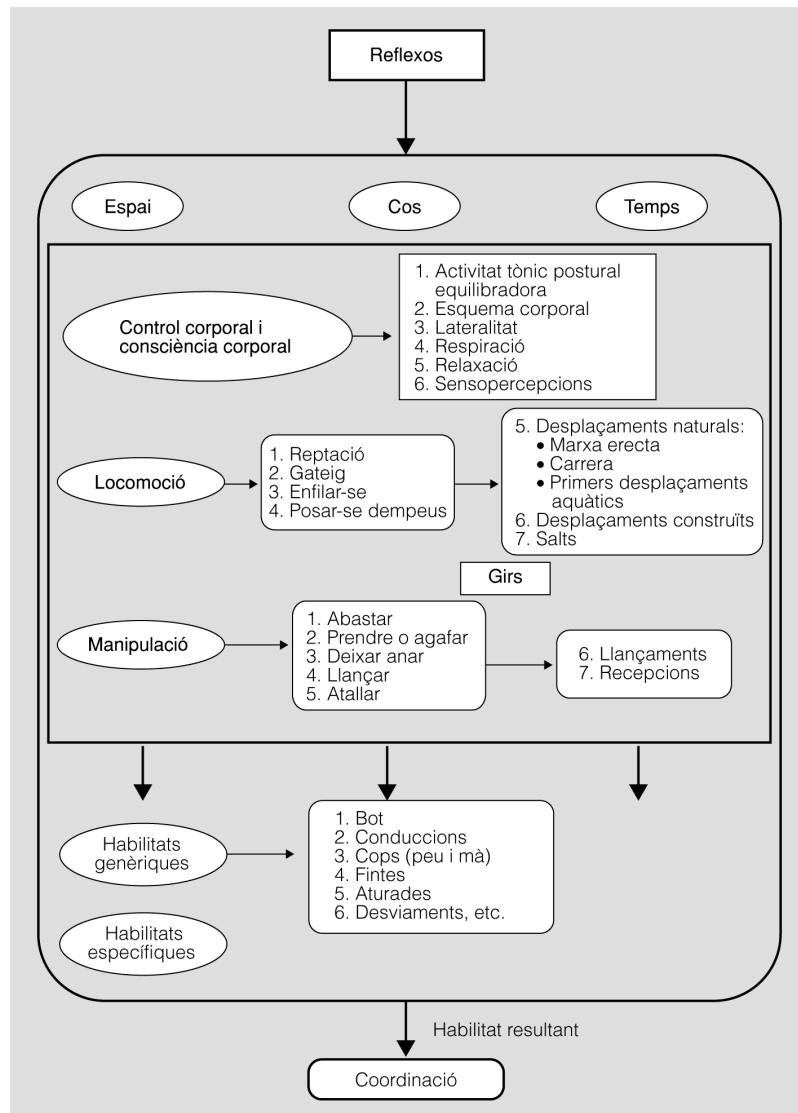 Reflexos
Espai
Cos
Temps
Control corporal i
consciència corporal
1. Activitat tònic postural
equilibradora
2. Esquema corporal
3. Lateralitat
4. Respiració
5. Relaxació
6. Sensopercepcions
Locomoció
1. Reptació
2. Gateig
3. Enfilar-se
4. Posar-se dempeus
5. Desplaçaments naturals:
• Marxa erecta
• Carrera
• Primers desplaçaments
aquàtics
6. Desplaçaments construïts
7. Salts
Girs
Manipulació
1. Abastar
2. Prendre o agafar
3. Deixar anar
4. Llançar
5. Atallar
6. Llançaments
7. Recepcions
Habilitats
genèriques
1. Bot
2. Conduccions
3. Cops (peu i mà)
4. Fintes
5. Aturades
6. Desviaments, etc.
Habilitats
específiques
Habilitat resultant
Coordinació